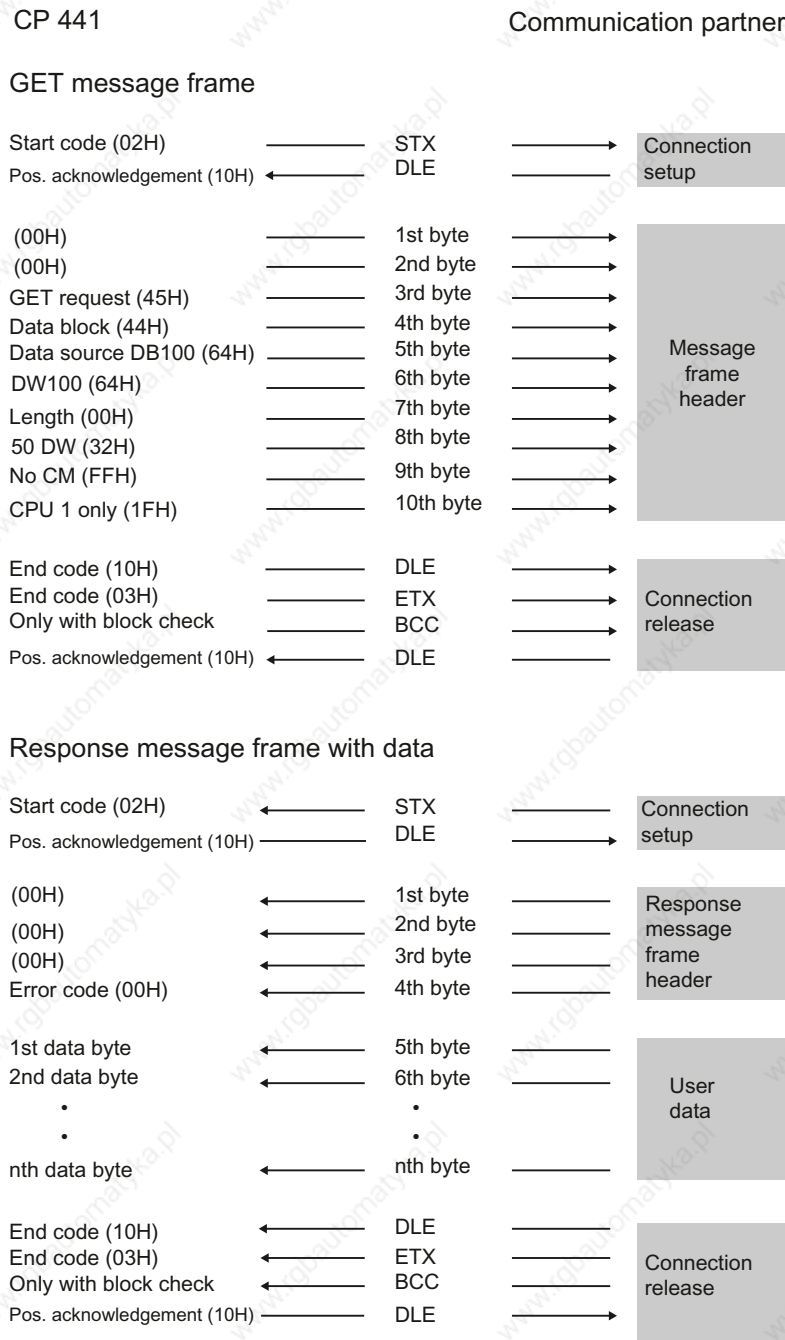 CP 441 Communication partner
GET message frame
Start code (02H) STX Connection
Pos. acknowledgement (10H) DLE setup
(00H) 1st byte
(00H) 2nd byte
GET request (45H) 3rd byte
Data block (44H) 4th byte
Data source DB100 (64H) 5th byte Message
DW100 (64H) 6th byte frame
Length (00H) 7th byte header
50 DW (32H) 8th byte
No CM (FFH) 9th byte
CPU 1 only (1FH) 10th byte
End code (10H) DLE
End code (03H) ETX Connection
Only with block check BCC release
Pos. acknowledgement (10H) DLE
Response message frame with data
Start code (02H) STX Connection
Pos. acknowledgement (10H) DLE setup
(00H) 1st byte Response
(00H) 2nd byte message
(00H) 3rd byte frame
Error code (00H) 4th byte header
1st data byte 5th byte
2nd data byte 6th byte User
• • data
• •
nth data byte nth byte
End code (10H) DLE
End code (03H) ETX Connection
Only with block check BCC release
Pos. acknowledgement (10H) DLE
www.rgbautomatyka.pl